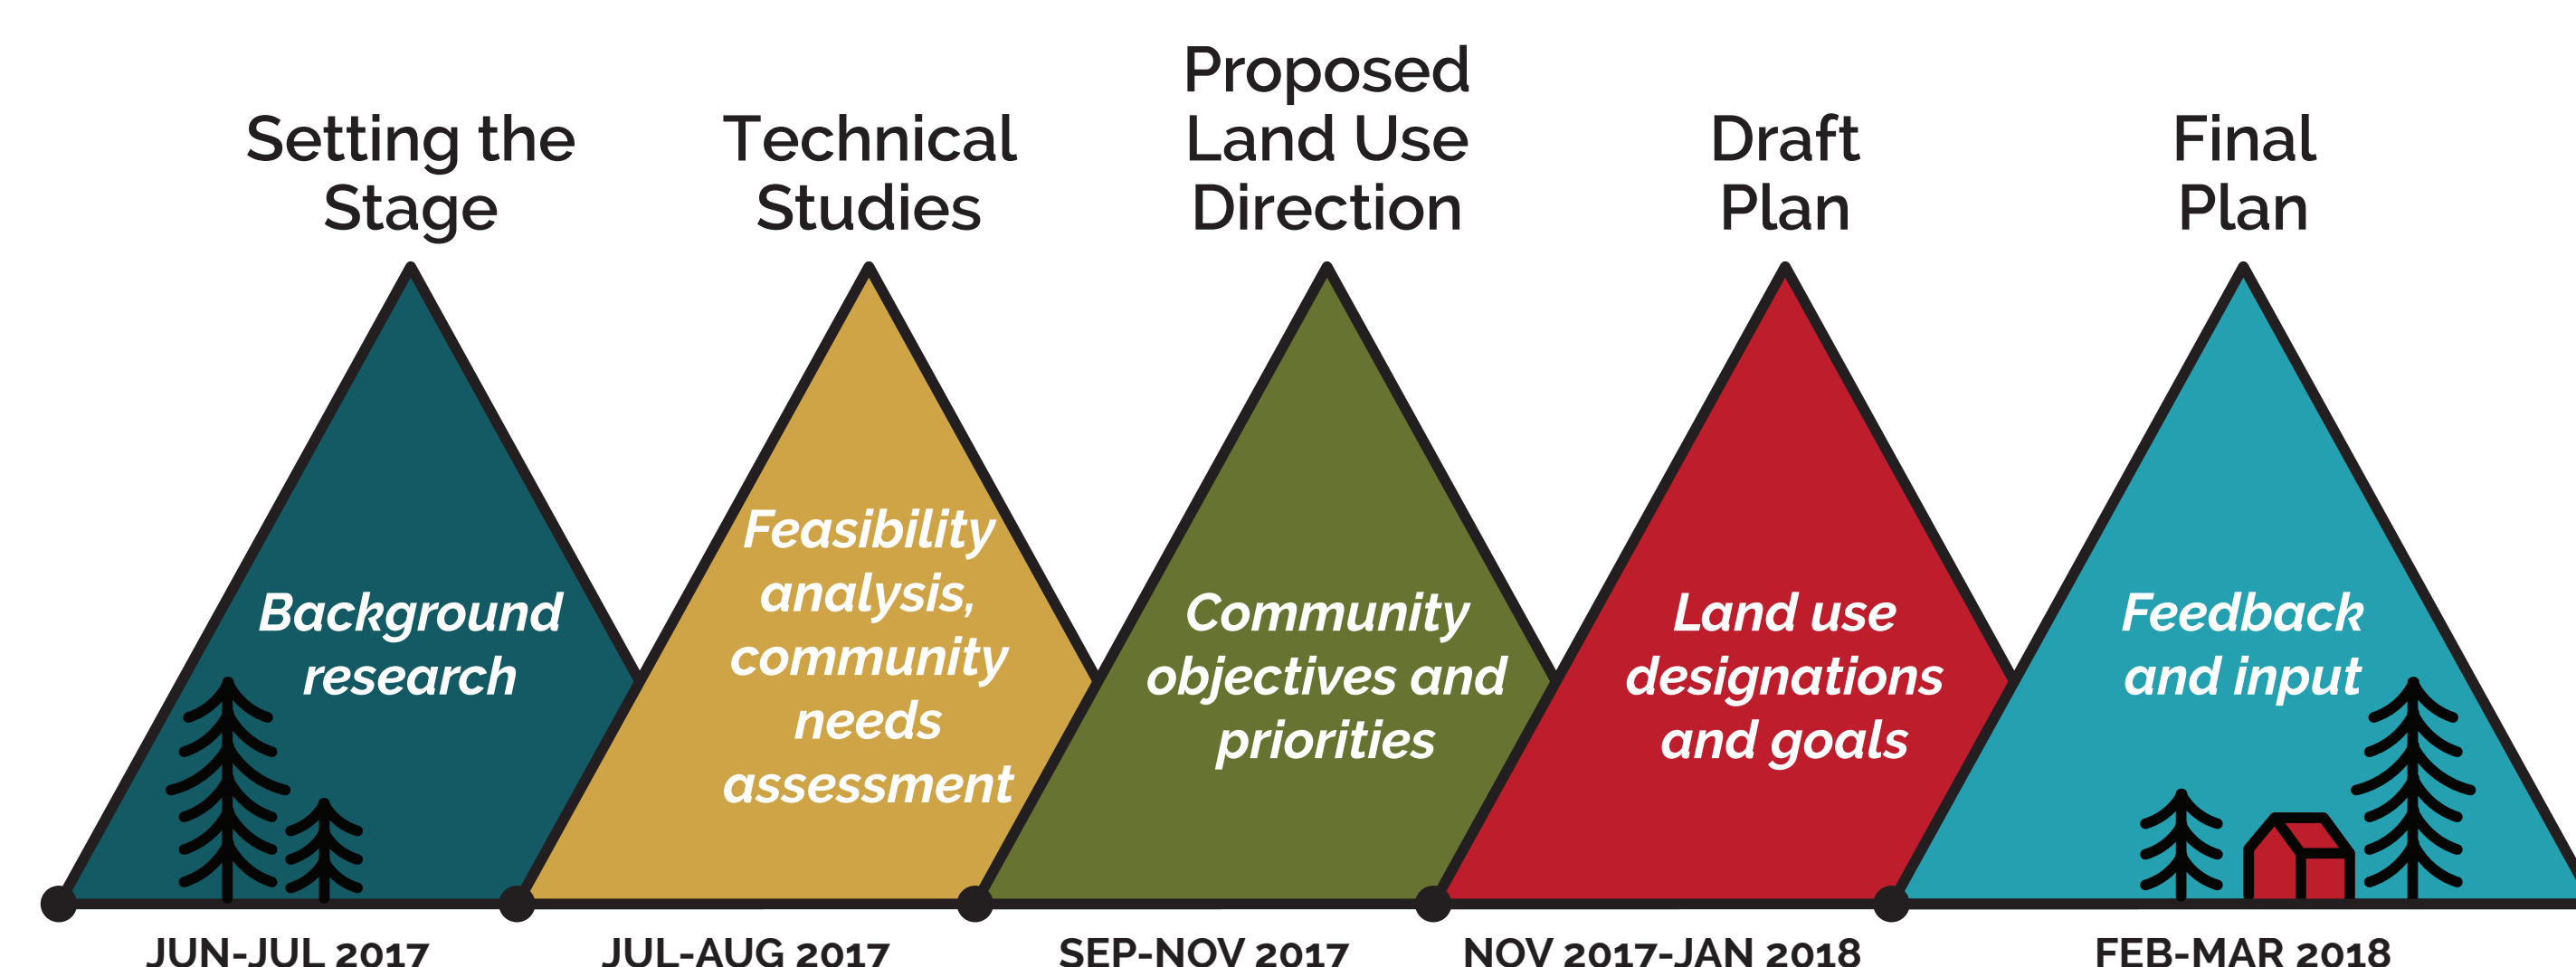 Setting the
Stage
Technical
Studies
Proposed
Land Use
Direction
Draft
Plan
Final
Plan
Background
research
Feasibility
analysis,
community
needs
assessment
Community
objectives and
priorities
Land use
designations
and goals
Feedback
and input
JUN-JUL 2017
JUL-AUG 2017
SEP-NOV 2017
NOV 2017-JAN 2018
FEB-MAR 2018